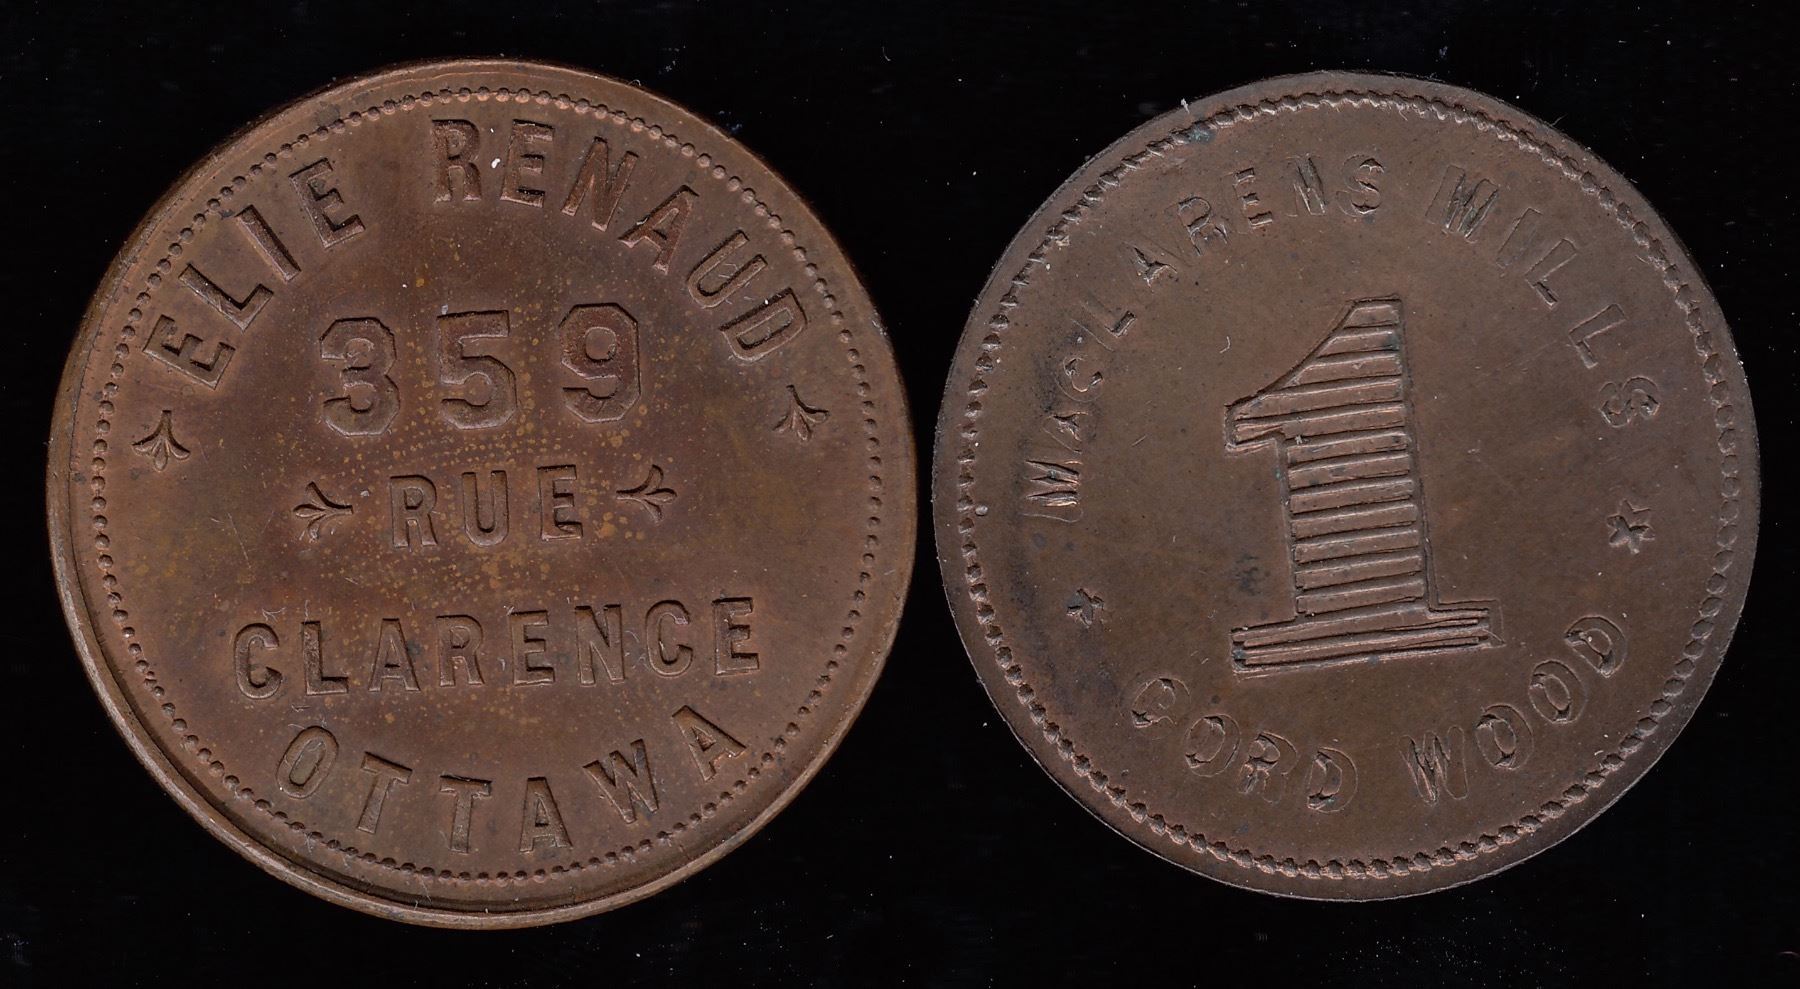 ELIE RENAUD
359
RUE
CLARENCE
OTTAWA
MACLARENS MILLS
1
CORD WOOD